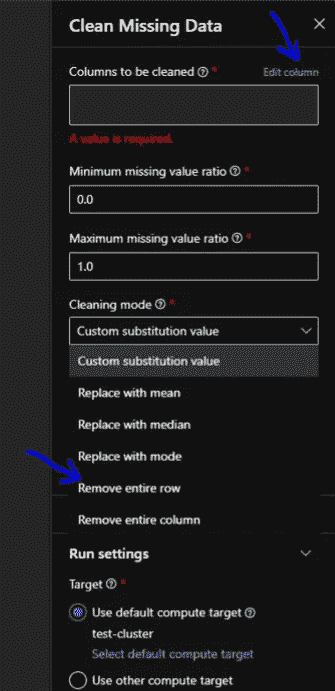 Clean Missing Data
Columns to be cleaned * Edit column
A value is required.
Minimum missing value ratio *
0.0
Maximum missing value ratio *
1.0
Cleaning mode *
Custom substitution value
Custom substitution value
Replace with mean
Replace with median
Replace with mode
Remove entire row
Remove entire column
Run settings
Target *
Use default compute target
test-cluster
Select default compute target
Use other compute target